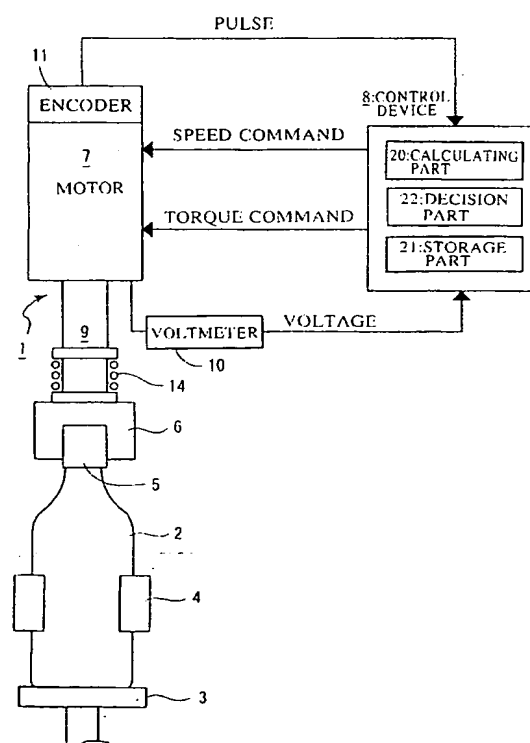 PULSE
11
ENCODER
8:CONTROL
DEVICE
SPEED COMMAND
7
MOTOR
20:CALCULATING
PART
22:DECISION
PART
TORQUE COMMAND
21:STORAGE
PART
1
9
VOLTMETER
VOLTAGE
10
14
6
5
2
4
3